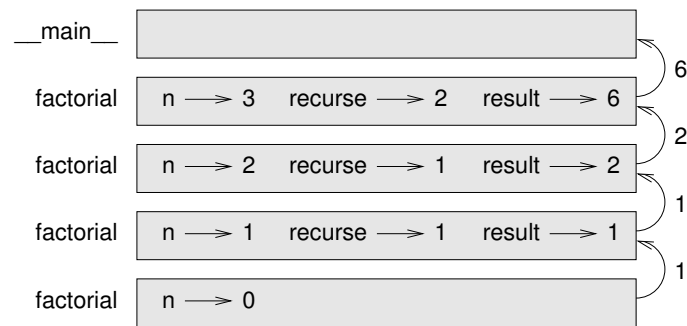 __main__
6
factorial n 3 recurse 2 result 6
2
factorial n 2 recurse 1 result 2
1
factorial n 1 recurse 1 result 1
1
factorial n 0